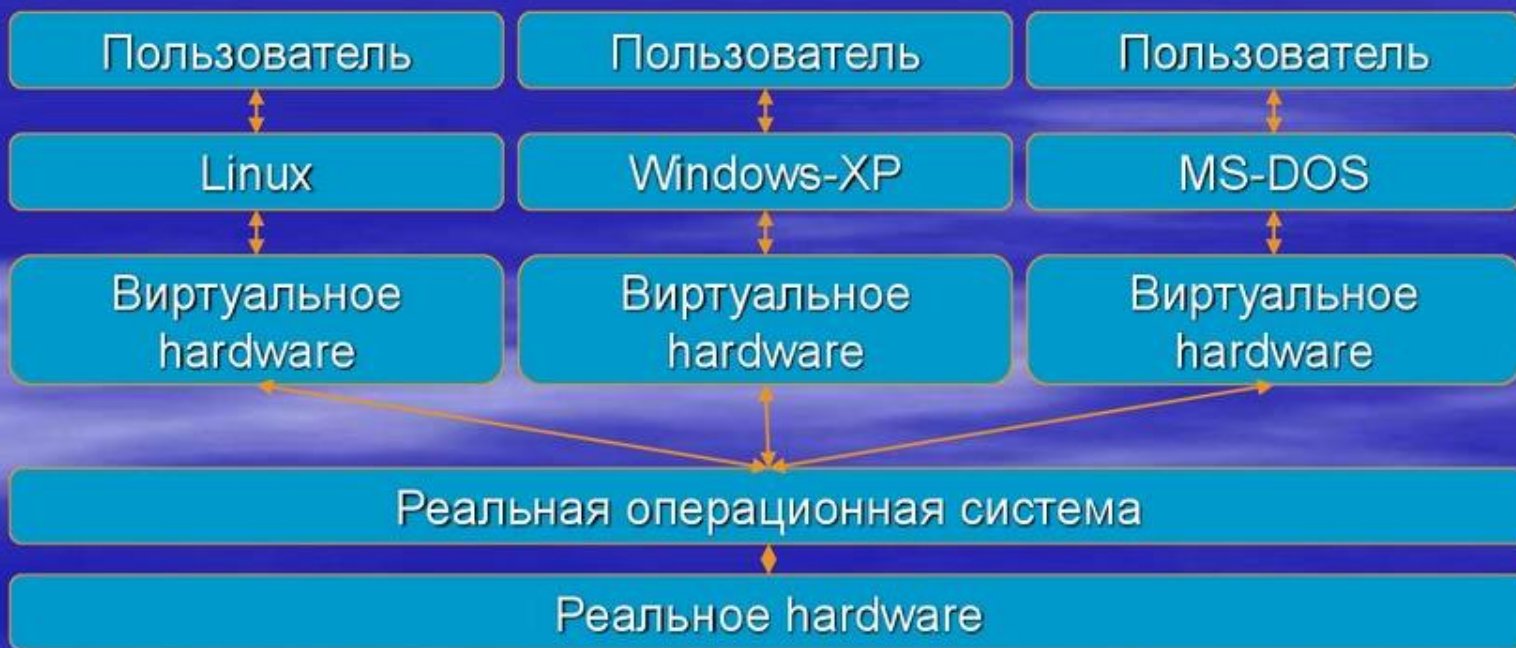 Пользователь
Пользователь
Пользователь
Linux
Windows-XP
MS-DOS
Виртуальное
hardware
Виртуальное
hardware
Виртуальное
hardware
Реальная операционная система
Реальное hardware